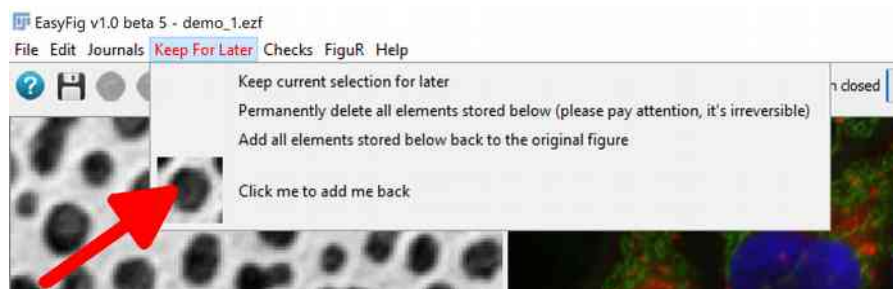 EasyFig v1.0 beta 5 - demo_1.ezf
File Edit Journals Keep For Later Checks FiguR Help
Keep current selection for later
closed
Permanently delete all elements stored below (please pay attention, it's irreversible)
Add all elements stored below back to the original figure
Click me to add me back